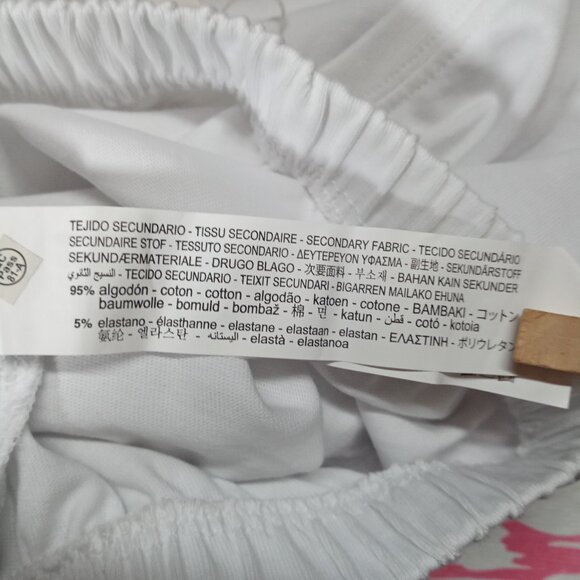 TEJIDO SECUNDARIO - TISSU SECONDAIRE - SECONDARY FABRIC - TECIDO SECUNDÁRIO
SECUNDAIRE STOF - TESSUTO SECONDARIO - ΔΕΥΤΕΡΕΥΟΝ ΥΦΑΣΜΑ - 副生地 - SEKUNDÄRSTOFF
SEKUNDÆRMATERIALE - DRUGO BLAGO - 次要面料 - 부소재 - BAHAN KAIN SEKUNDER
النسيج الثانوي - TECIDO SECUNDARIO - TEIXIT SECUNDARI - BIGARREN MAILAKO EHUNA
95% algodón - coton - cotton - algodão - katoen - cotone - ΒΑΜΒΑΚΙ - コットン
baumwolle - bomuld - bombaž - 棉 - 면 - katun - قطن - cotó - kotoia
5% elastano - élasthanne - elastane - elastaan - elastan - ΕΛΑΣΤΙΝΗ - ポリウレタン
氨纶 - 엘라스탄 - اليستانه - elastà - elastanoa
Pass